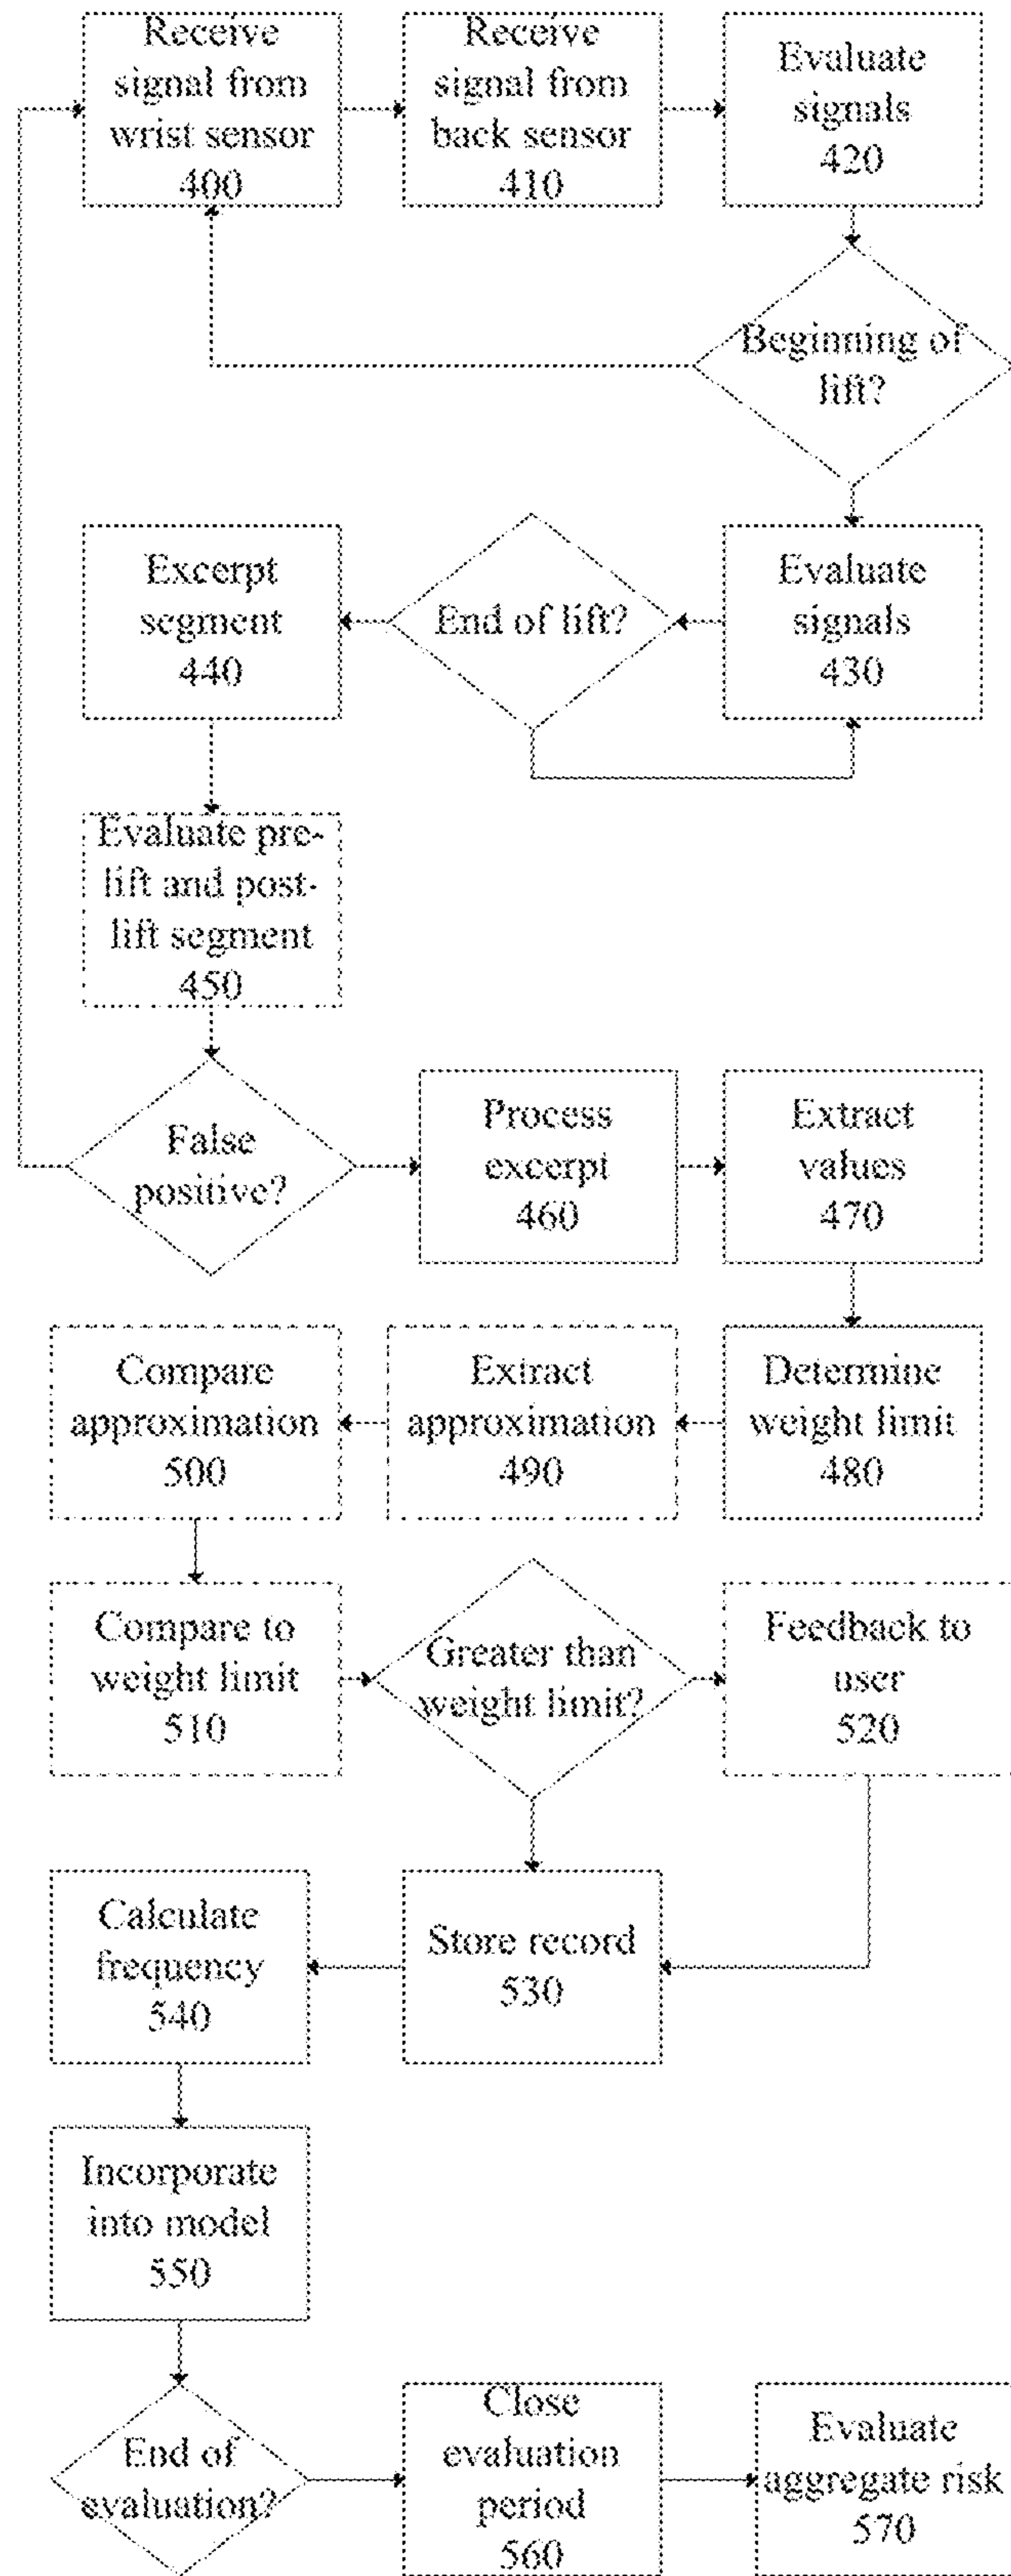 Receive
signal from
wrist sensor
400
Receive
signal from
back sensor
410
Evaluate
signals
420
Beginning of
lift?
Evaluate
signals
430
End of lift?
Excerpt
segment
440
Evaluate pre-
lift and post-
lift segment
450
False
positive?
Process
excerpt
460
Extract
values
470
Determine
weight limit
480
Extract
approximation
490
Compare
approximation
500
Compare to
weight limit
510
Greater than
weight limit?
Feedback to
user
520
Store record
530
Calculate
frequency
540
Incorporate
into model
550
End of
evaluation?
Close
evaluation
period
560
Evaluate
aggregate risk
570